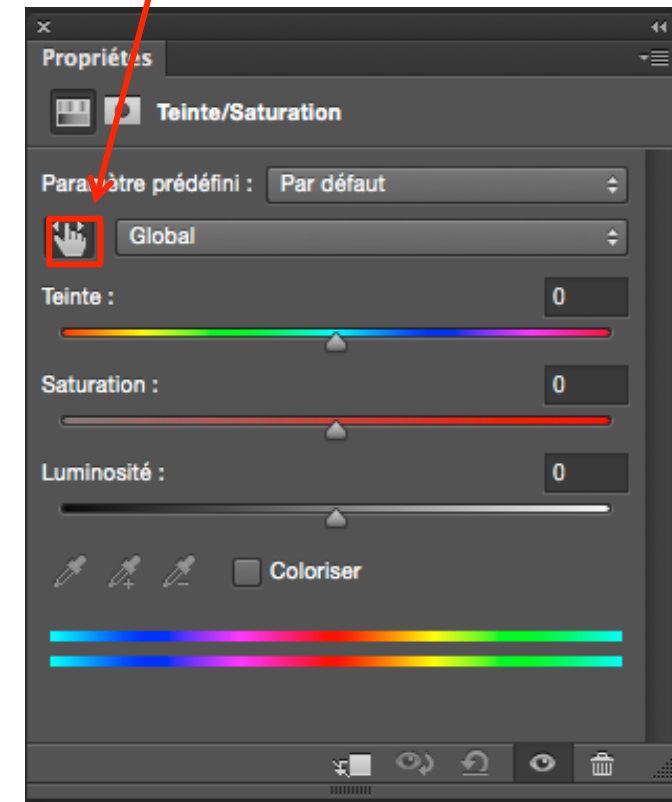 Propriétés
Teinte/Saturation
Paramètre prédéfini : Par défaut
Global
Teinte : 0
Saturation : 0
Luminosité : 0
Coloriser